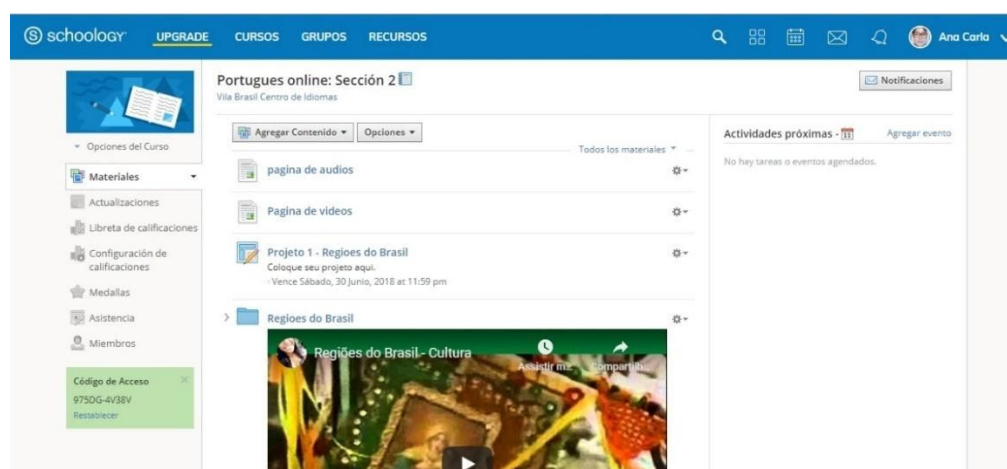 schoology UPGRADE CURSOS GRUPOS RECURSOS Ana Carla
Opciones del Curso
Materiales
Actualizaciones
Libreta de calificaciones
Configuración de
calificaciones
Medallas
Asistencia
Miembros
Código de Acceso
975DG-4V38V
Restablecer
Portugues online: Sección 2
Vila Brasil Centro de Idiomas
Notificaciones
Agregar Contenido Opciones
Todos los materiales
pagina de audios
Pagina de videos
Projeto 1 - Regioes do Brasil
Coloque seu projeto aqui.
Vence Sábado, 30 Junio, 2018 at 11:59 pm
Regioes do Brasil
Regiões do Brasil - Cultura
Assistir m...
Compartilh...
Actividades próximas - Agregar evento
No hay tareas o eventos agendados.